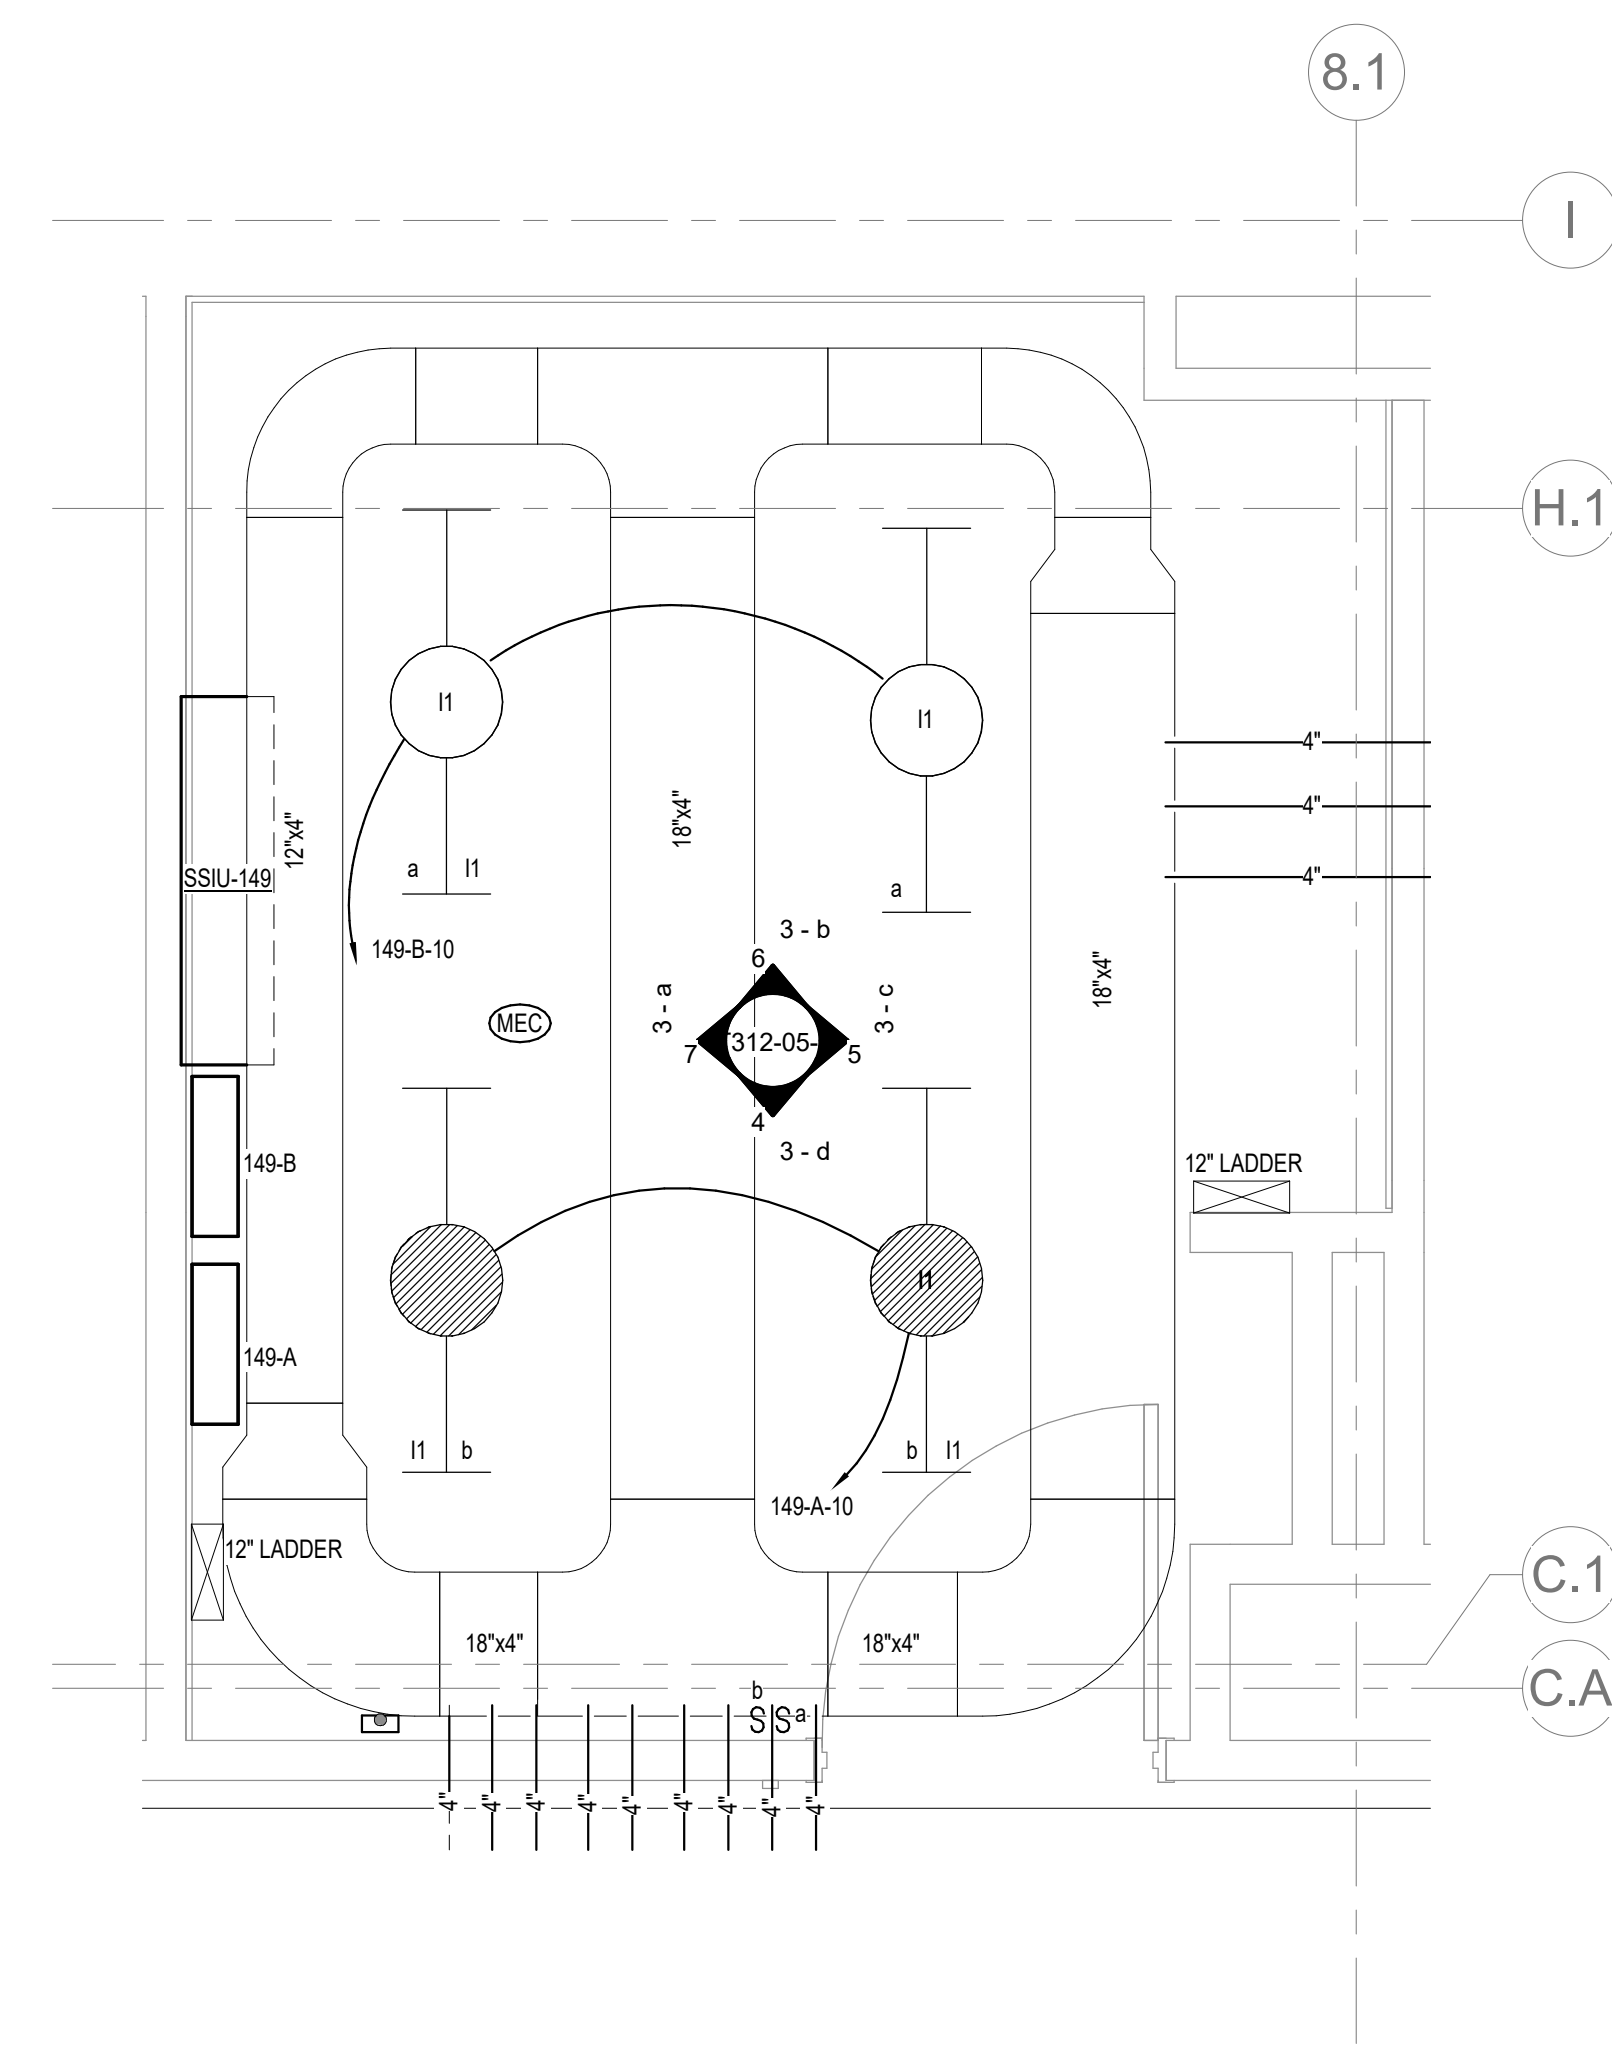 8.1
I
H.1
I1
I1
4"
4"
4"
18"x4"
12"x4"
SSIU-149
a
I1
a
149-B-10
3 - b
6
18"x4"
3 - a
3 - c
MEC
312-05-
7
5
4
3 - d
149-B
12" LADDER
I1
149-A
I1
b
b
I1
149-A-10
12" LADDER
C.1
18"x4"
18"x4"
C.A
b
S
S
a
4"
4"
4"
4"
4"
4"
4"
4"
4"